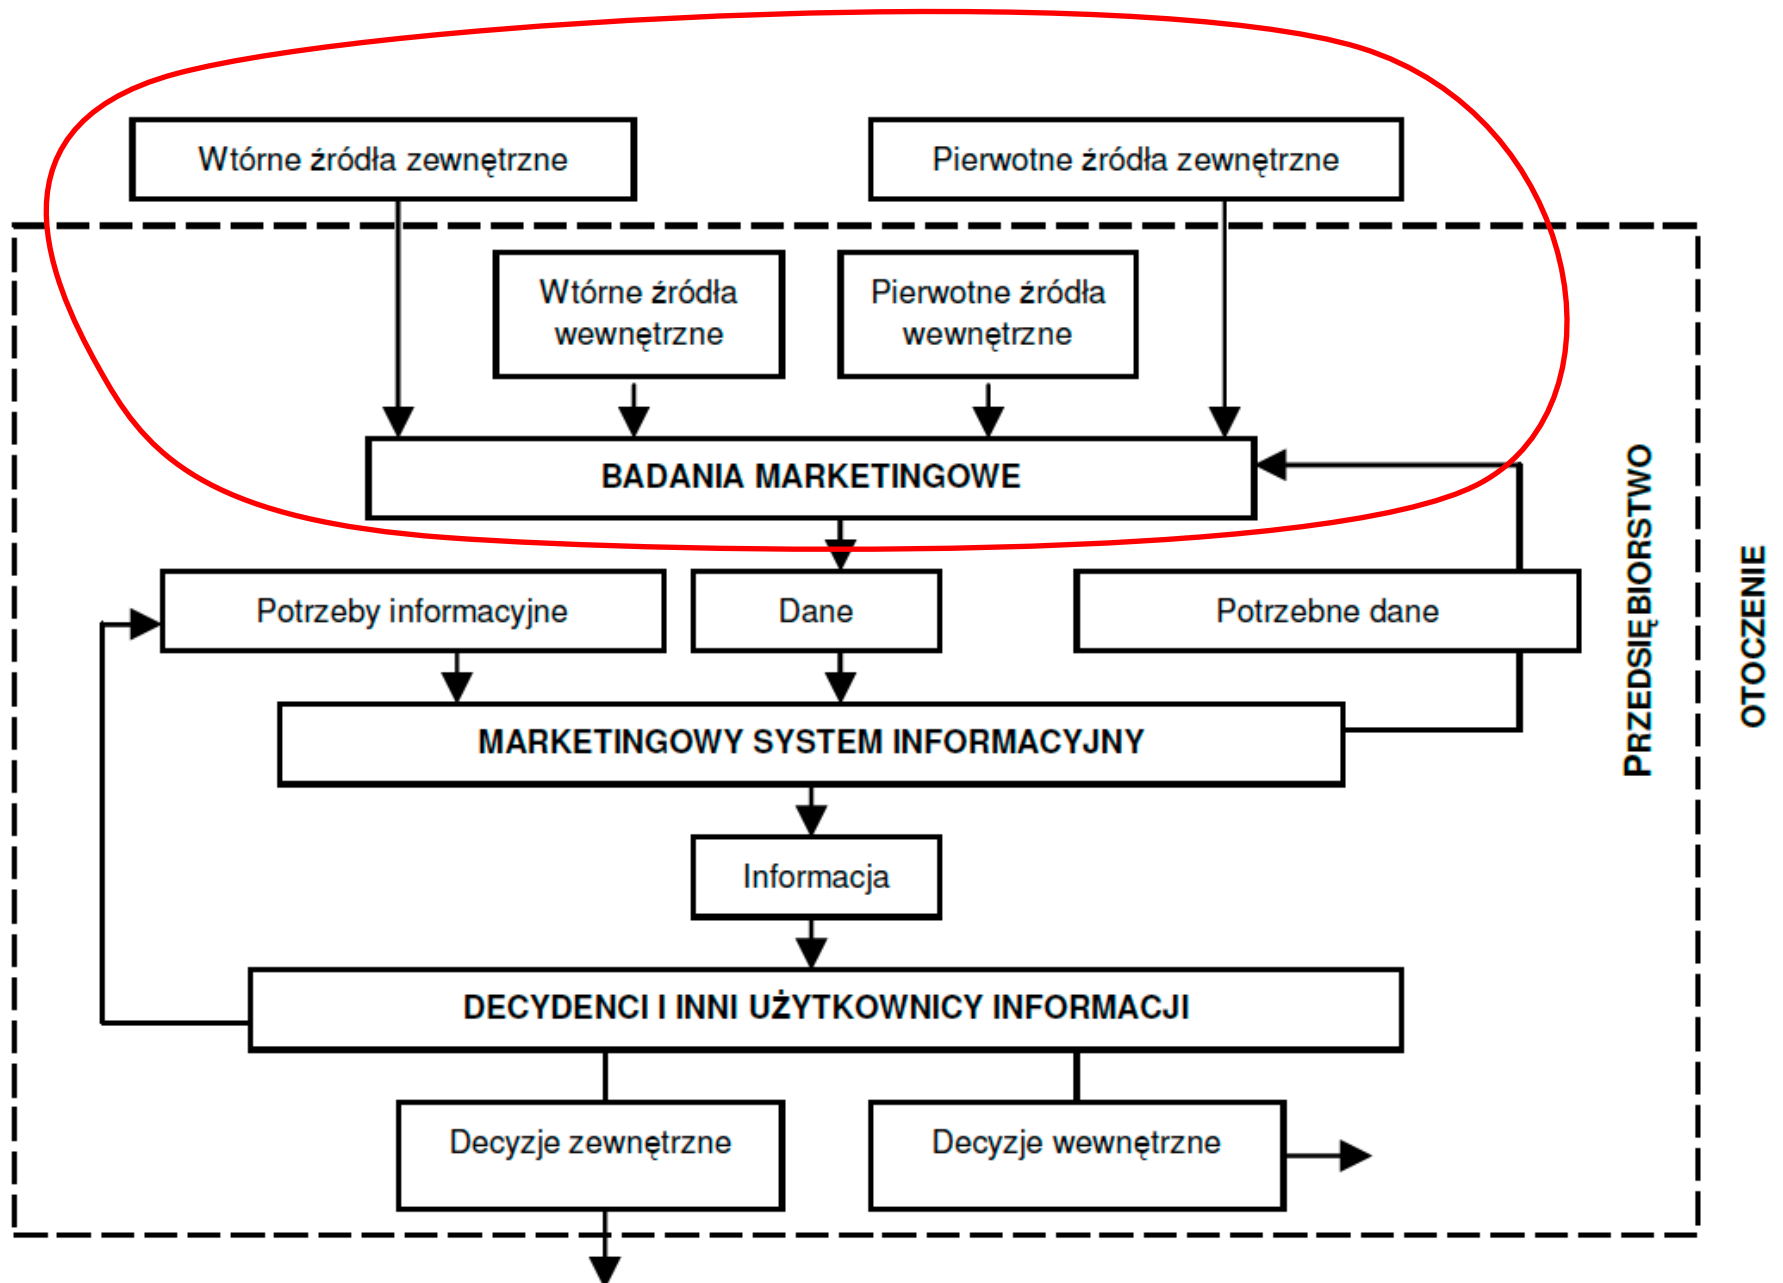 Wtórne źródła zewnętrzne
Pierwotne źródła zewnętrzne
Wtórne źródła
wewnętrzne
Pierwotne źródła
wewnętrzne
BADANIA MARKETINGOWE
Potrzeby informacyjne
Dane
Potrzebne dane
MARKETINGOWY SYSTEM INFORMACYJNY
Informacja
DECYDENCI I INNI UŻYTKOWNICY INFORMACJI
Decyzje zewnętrzne
Decyzje wewnętrzne
PRZEDSIĘBIORSTWO
OTOCZENIE